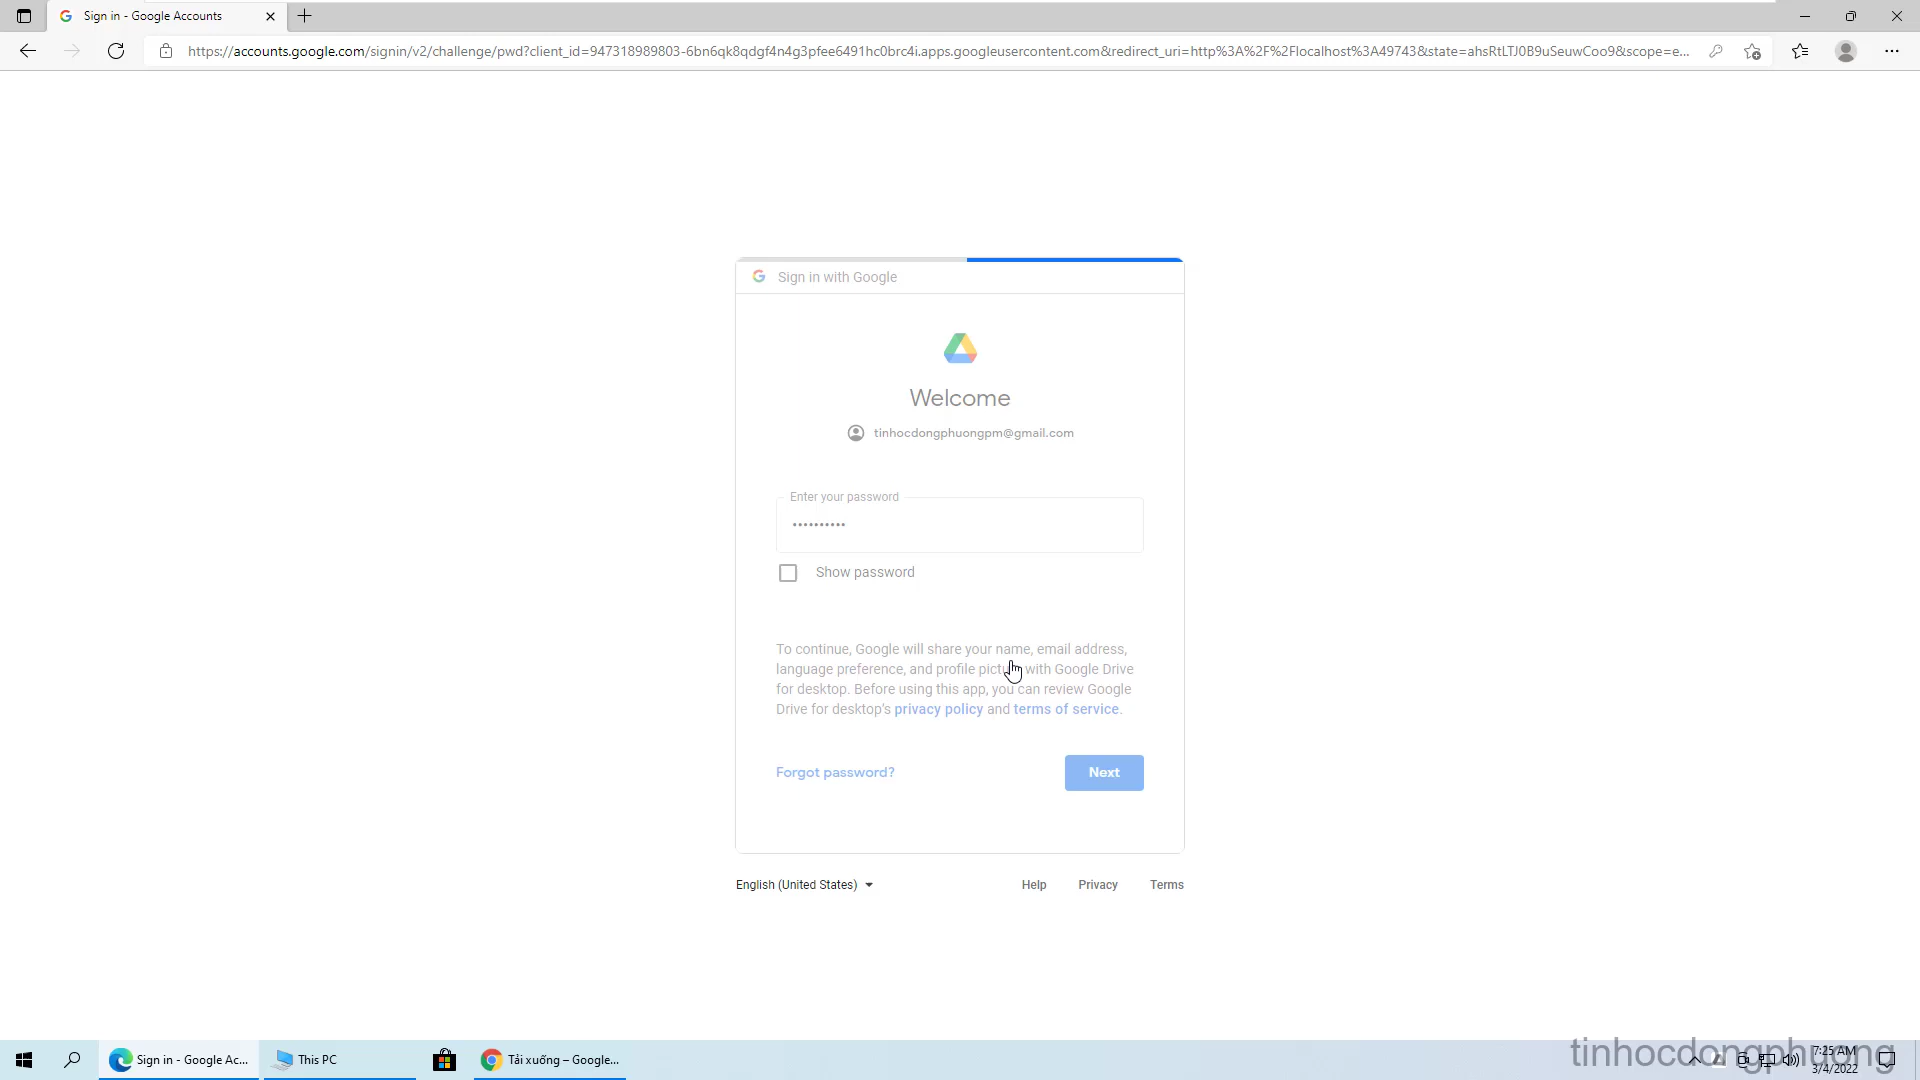 Sign in - Google Accounts
https://accounts.google.com/signin/v2/challenge/pwd?client_id=947318989803-6bn6qk8qdgf4n4g3pfee6491hc0brc4i.apps.googleusercontent.com&redirect_uri=http%3A%2F%2Flocalhost%3A49743&state=ahsRtLTJ0B9uSeuwCoo9&scope=e...
Sign in with Google
Welcome
tinhocdongphuongpm@gmail.com
Enter your password
••••••••••
Show password
To continue, Google will share your name, email address,
language preference, and profile picture with Google Drive
for desktop. Before using this app, you can review Google
Drive for desktop's privacy policy and terms of service.
Forgot password?
Next
English (United States)
Help
Privacy
Terms
Sign in - Google Ac...
This PC
Tải xuống – Google...
tinhocdongphuong
7:25 AM
3/4/2022